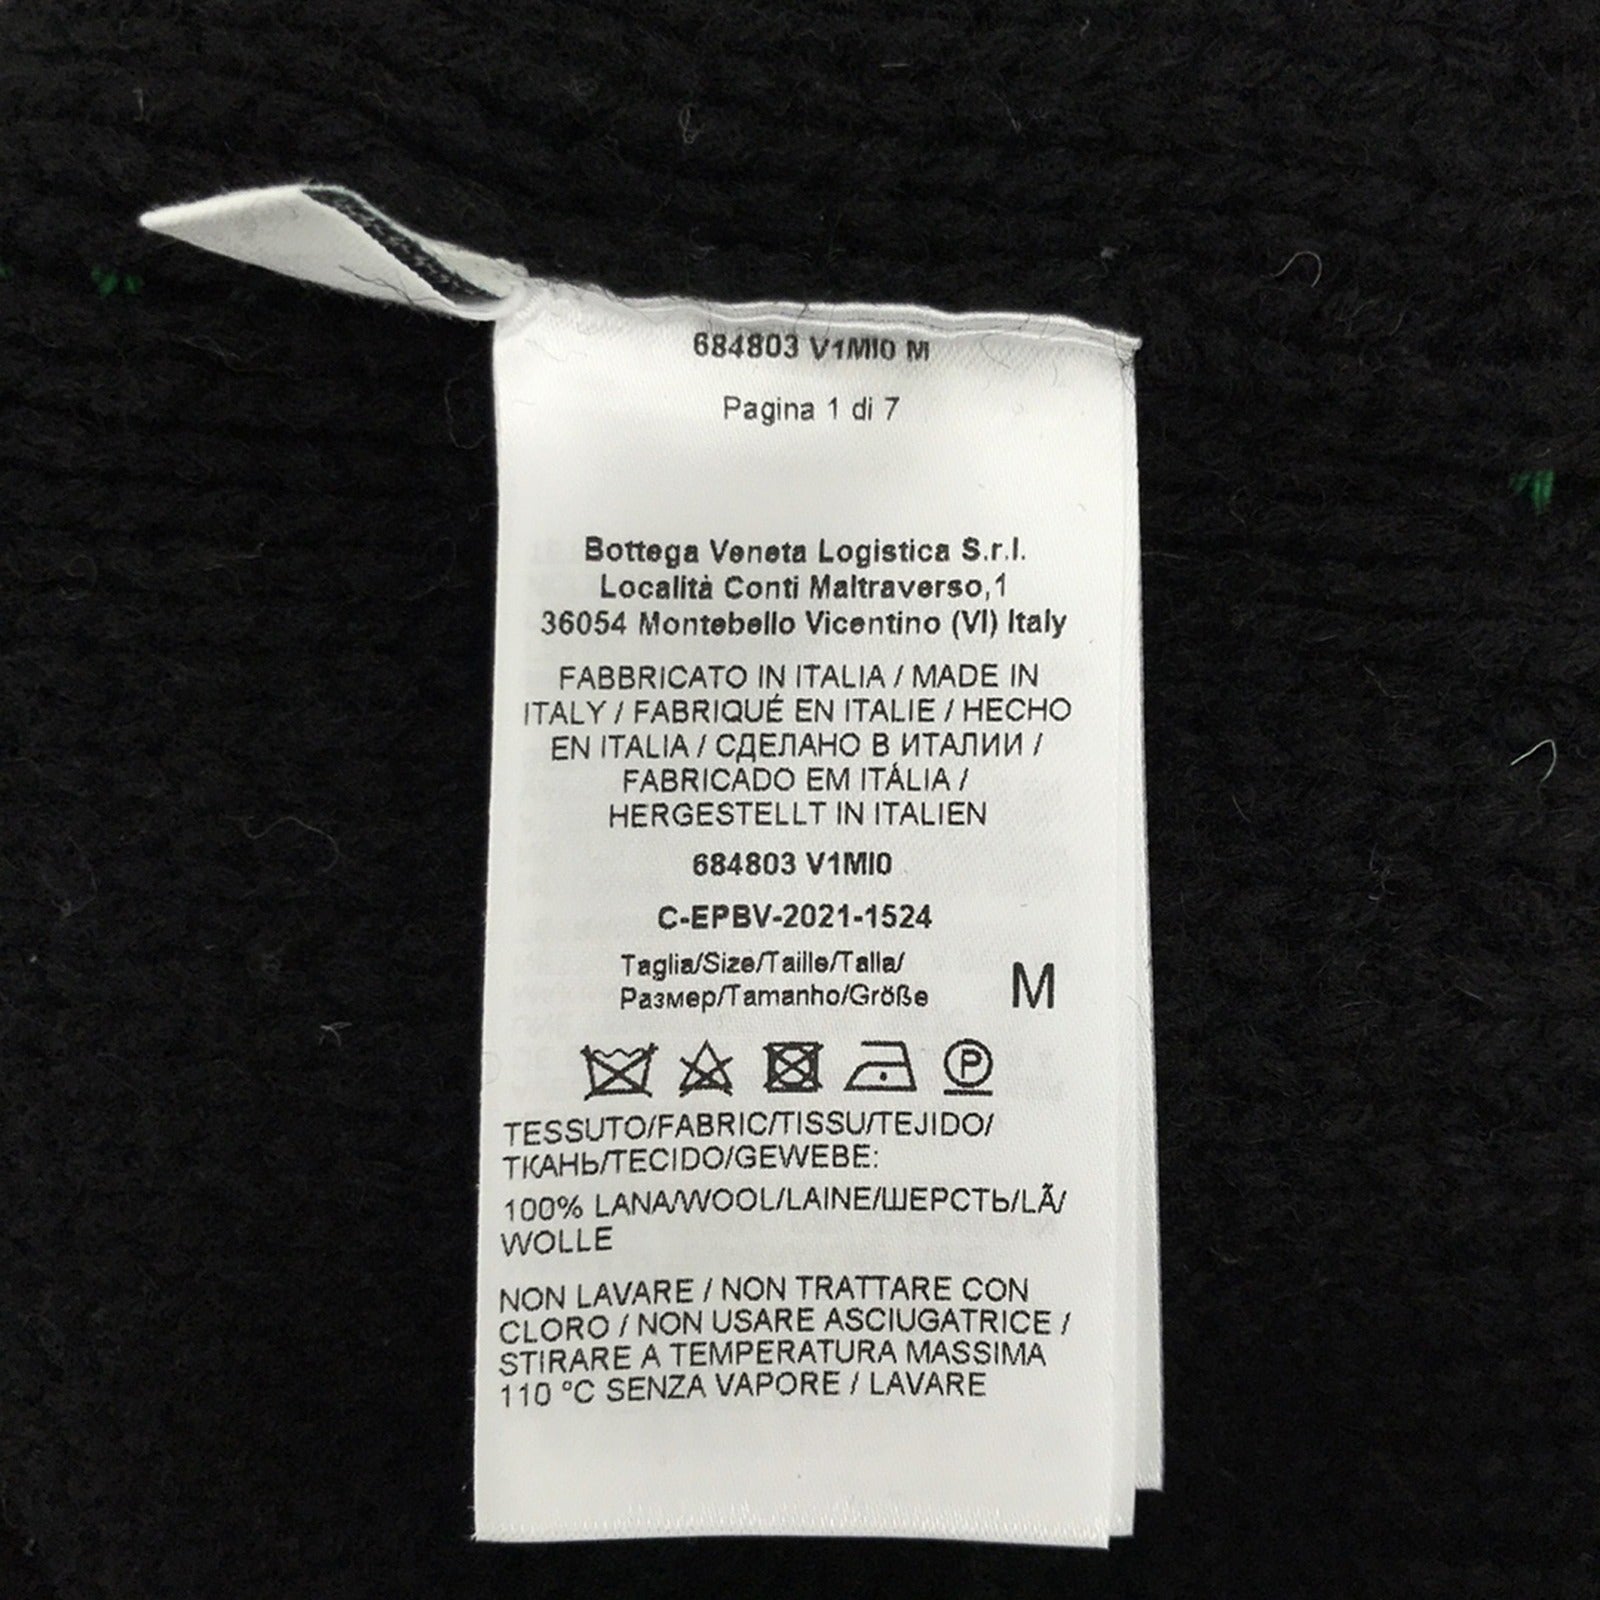 684803 V1MI0 M
Pagina 1 di 7
Bottega Veneta Logistica S.r.l.
Località Conti Maltraverso,1
36054 Montebello Vicentino (VI) Italy
FABBRICATO IN ITALIA / MADE IN
ITALY / FABRIQUÉ EN ITALIE / HECHO
EN ITALIA / СДЕЛАНО В ИТАЛИИ /
FABRICADO EM ITÁLIA /
HERGESTELLT IN ITALIEN
684803 V1MI0
C-EPBV-2021-1524
Taglia/Size/Taille/Talla/
Размер/Tamanho/Größe M
P
TESSUTO/FABRIC/TISSU/TEJIDO/
ТКАНЬ/TECIDO/GEWEBE:
100% LANA/WOOL/LAINE/ШЕРСТЬ/LÃ/
WOLLE
NON LAVARE / NON TRATTARE CON
CLORO / NON USARE ASCIUGATRICE /
STIRARE A TEMPERATURA MASSIMA
110 °C SENZA VAPORE / LAVARE